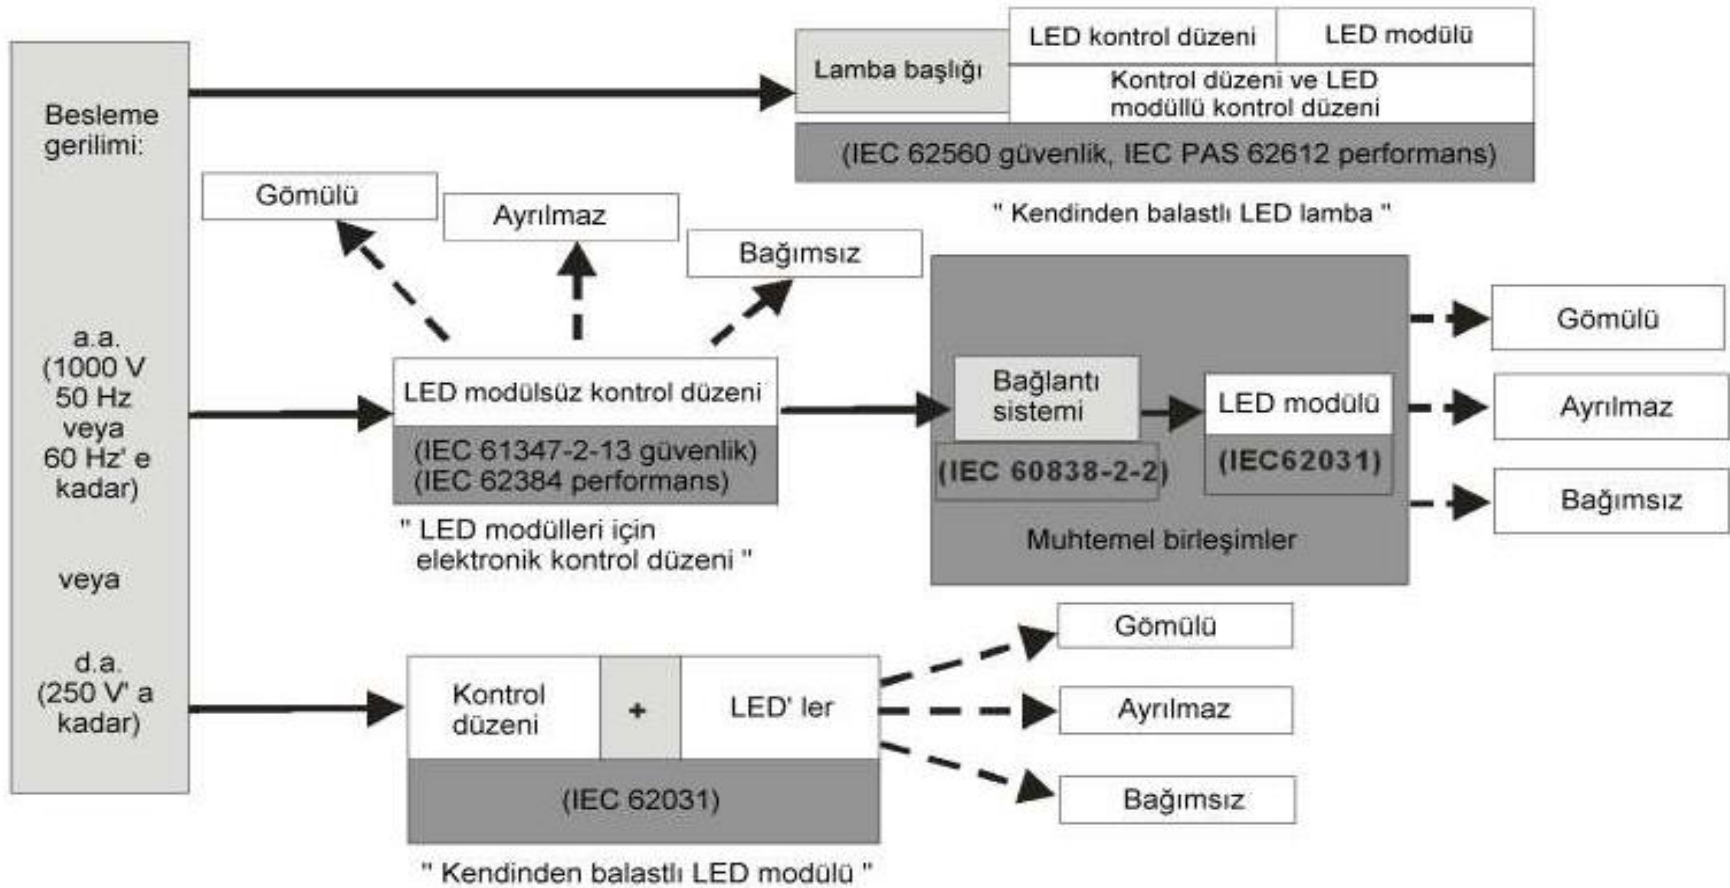 Besleme
gerilimi:
a.a.
(1000 V
50 Hz
veya
60 Hz' e
kadar)
veya
d.a.
(250 V' a
kadar)
Lamba başlığı
LED kontrol düzeni
LED modülü
Kontrol düzeni ve LED
modüllü kontrol düzeni
(IEC 62560 güvenlik, IEC PAS 62612 performans)
" Kendinden balastlı LED lamba "
Gömülü
Ayrılmaz
Bağımsız
LED modülsüz kontrol düzeni
(IEC 61347-2-13 güvenlik)
(IEC 62384 performans)
" LED modülleri için
elektronik kontrol düzeni "
Bağlantı
sistemi
(IEC 60838-2-2)
LED modülü
(IEC62031)
Muhtemel birleşimler
Gömülü
Ayrılmaz
Bağımsız
Kontrol
düzeni
+
LED' ler
(IEC 62031)
" Kendinden balastlı LED modülü "
Gömülü
Ayrılmaz
Bağımsız